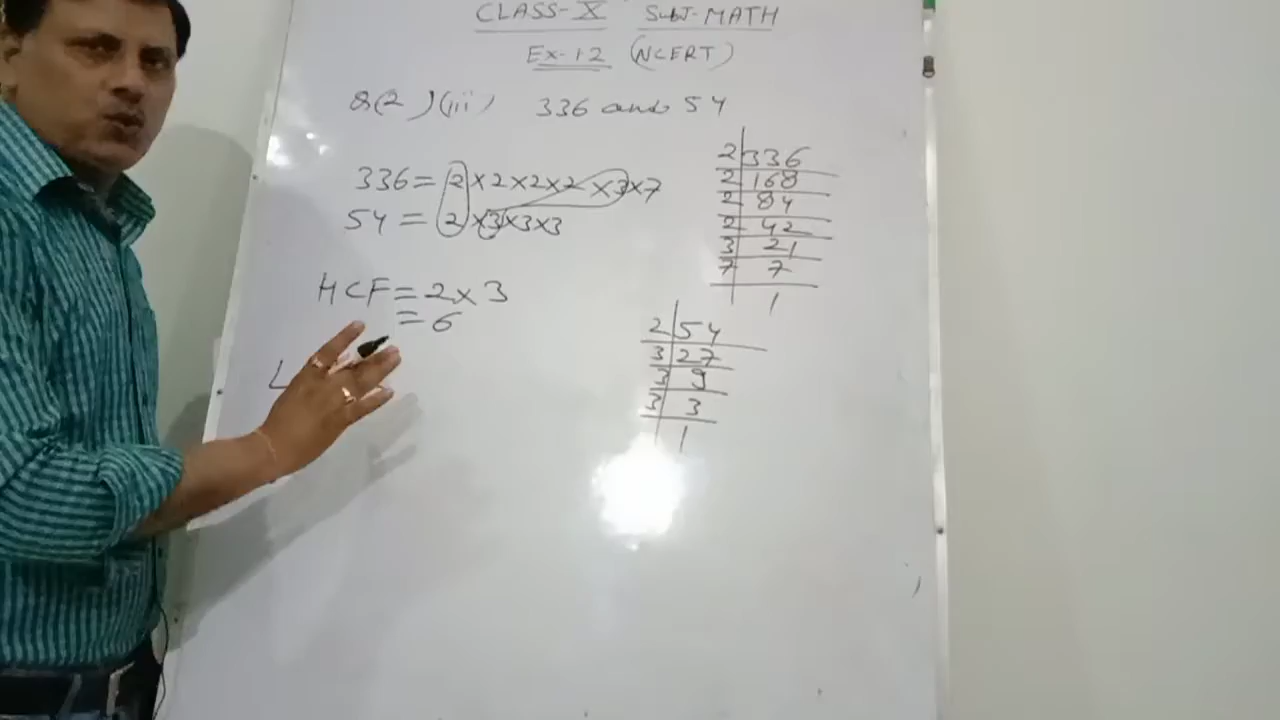 CLASS-X SUBJ-MATH
Ex-1.2 (NCERT)
Q(2)(iii) 336 and 54
336 = 2×2×2×2×3×7
54 = 2×3×3×3
HCF = 2×3
= 6
L
2 336
2 168
2 84
2 42
3 21
7 7
1
2 54
3 27
3 9
3 3
1